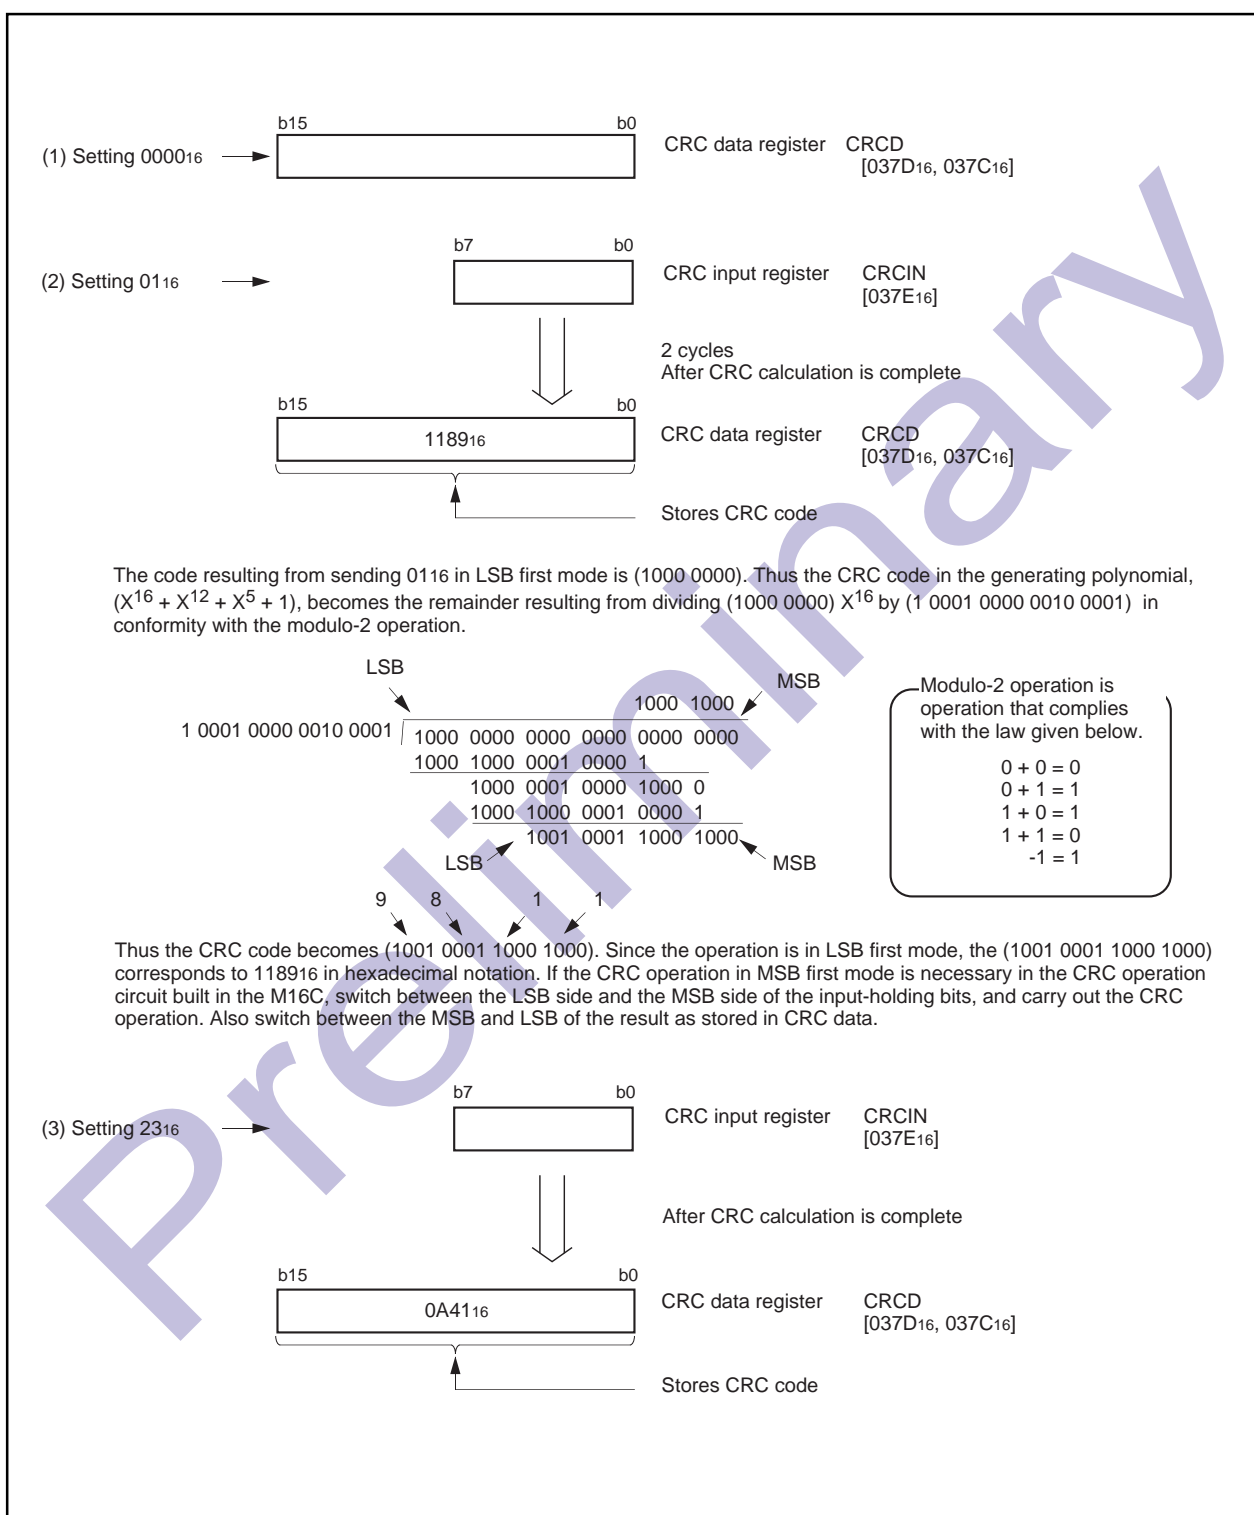 b15 b0
(1) Setting 0000₁₆ CRC data register CRCD
[037D₁₆, 037C₁₆]
b7 b0
(2) Setting 01₁₆ CRC input register CRCIN
[037E₁₆]
2 cycles
After CRC calculation is complete
b15 b0
1189₁₆ CRC data register CRCD
[037D₁₆, 037C₁₆]
Stores CRC code
The code resulting from sending 01₁₆ in LSB first mode is (1000 0000). Thus the CRC code in the generating polynomial,
(X¹⁶ + X¹² + X⁵ + 1), becomes the remainder resulting from dividing (1000 0000) X¹⁶ by (1 0001 0000 0010 0001) in
conformity with the modulo-2 operation.
LSB MSB
1000 1000
1 0001 0000 0010 0001 1000 0000 0000 0000 0000 0000
1000 1000 0001 0000 1
1000 0001 0000 1000 0
1000 1000 0001 0000 1
1001 0001 1000 1000
LSB MSB
Modulo-2 operation is
operation that complies
with the law given below.
0 + 0 = 0
0 + 1 = 1
1 + 0 = 1
1 + 1 = 0
-1 = 1
9 8 1 1
Thus the CRC code becomes (1001 0001 1000 1000). Since the operation is in LSB first mode, the (1001 0001 1000 1000)
corresponds to 1189₁₆ in hexadecimal notation. If the CRC operation in MSB first mode is necessary in the CRC operation
circuit built in the M16C, switch between the LSB side and the MSB side of the input-holding bits, and carry out the CRC
operation. Also switch between the MSB and LSB of the result as stored in CRC data.
b7 b0
(3) Setting 23₁₆ CRC input register CRCIN
[037E₁₆]
After CRC calculation is complete
b15 b0
0A41₁₆ CRC data register CRCD
[037D₁₆, 037C₁₆]
Stores CRC code
Preliminary